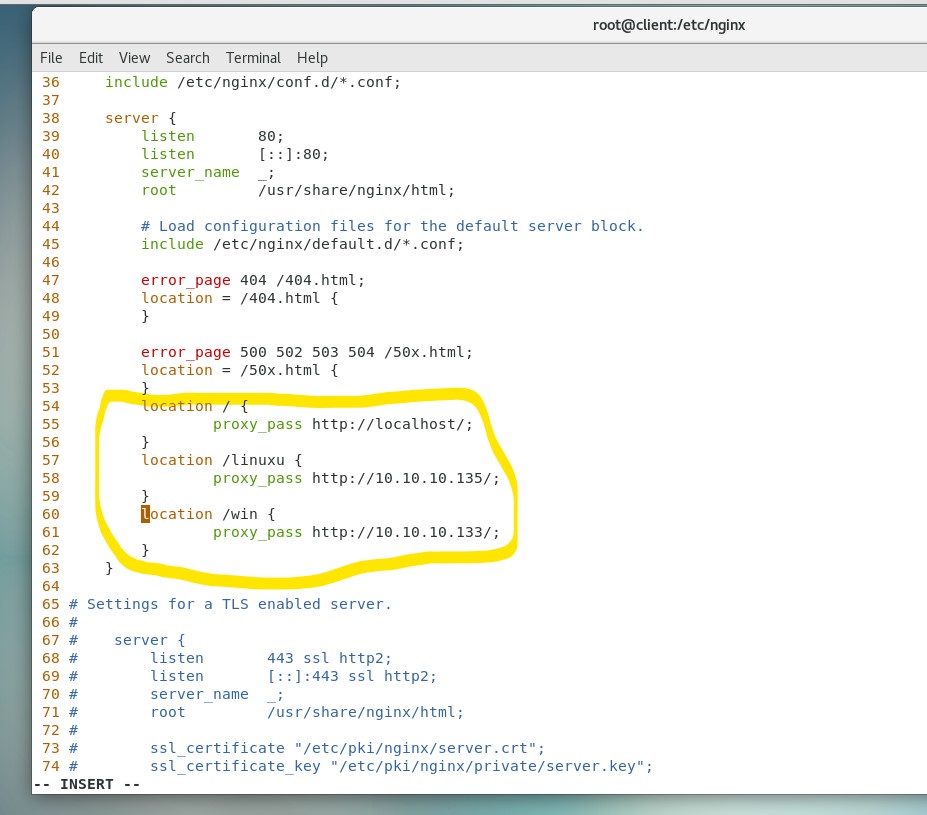 root@client:/etc/nginx
File Edit View Search Terminal Help
36     include /etc/nginx/conf.d/*.conf;
37
38     server {
39         listen       80;
40         listen       [::]:80;
41         server_name  _;
42         root         /usr/share/nginx/html;
43
44         # Load configuration files for the default server block.
45         include /etc/nginx/default.d/*.conf;
46
47         error_page 404 /404.html;
48         location = /404.html {
49         }
50
51         error_page 500 502 503 504 /50x.html;
52         location = /50x.html {
53         }
54         location / {
55                 proxy_pass http://localhost/;
56         }
57         location /linuxu {
58                 proxy_pass http://10.10.10.135/;
59         }
60         location /win {
61                 proxy_pass http://10.10.10.133/;
62         }
63     }
64
65 # Settings for a TLS enabled server.
66 #
67 #    server {
68 #        listen       443 ssl http2;
69 #        listen       [::]:443 ssl http2;
70 #        server_name  _;
71 #        root         /usr/share/nginx/html;
72 #
73 #        ssl_certificate "/etc/pki/nginx/server.crt";
74 #        ssl_certificate_key "/etc/pki/nginx/private/server.key";
-- INSERT --